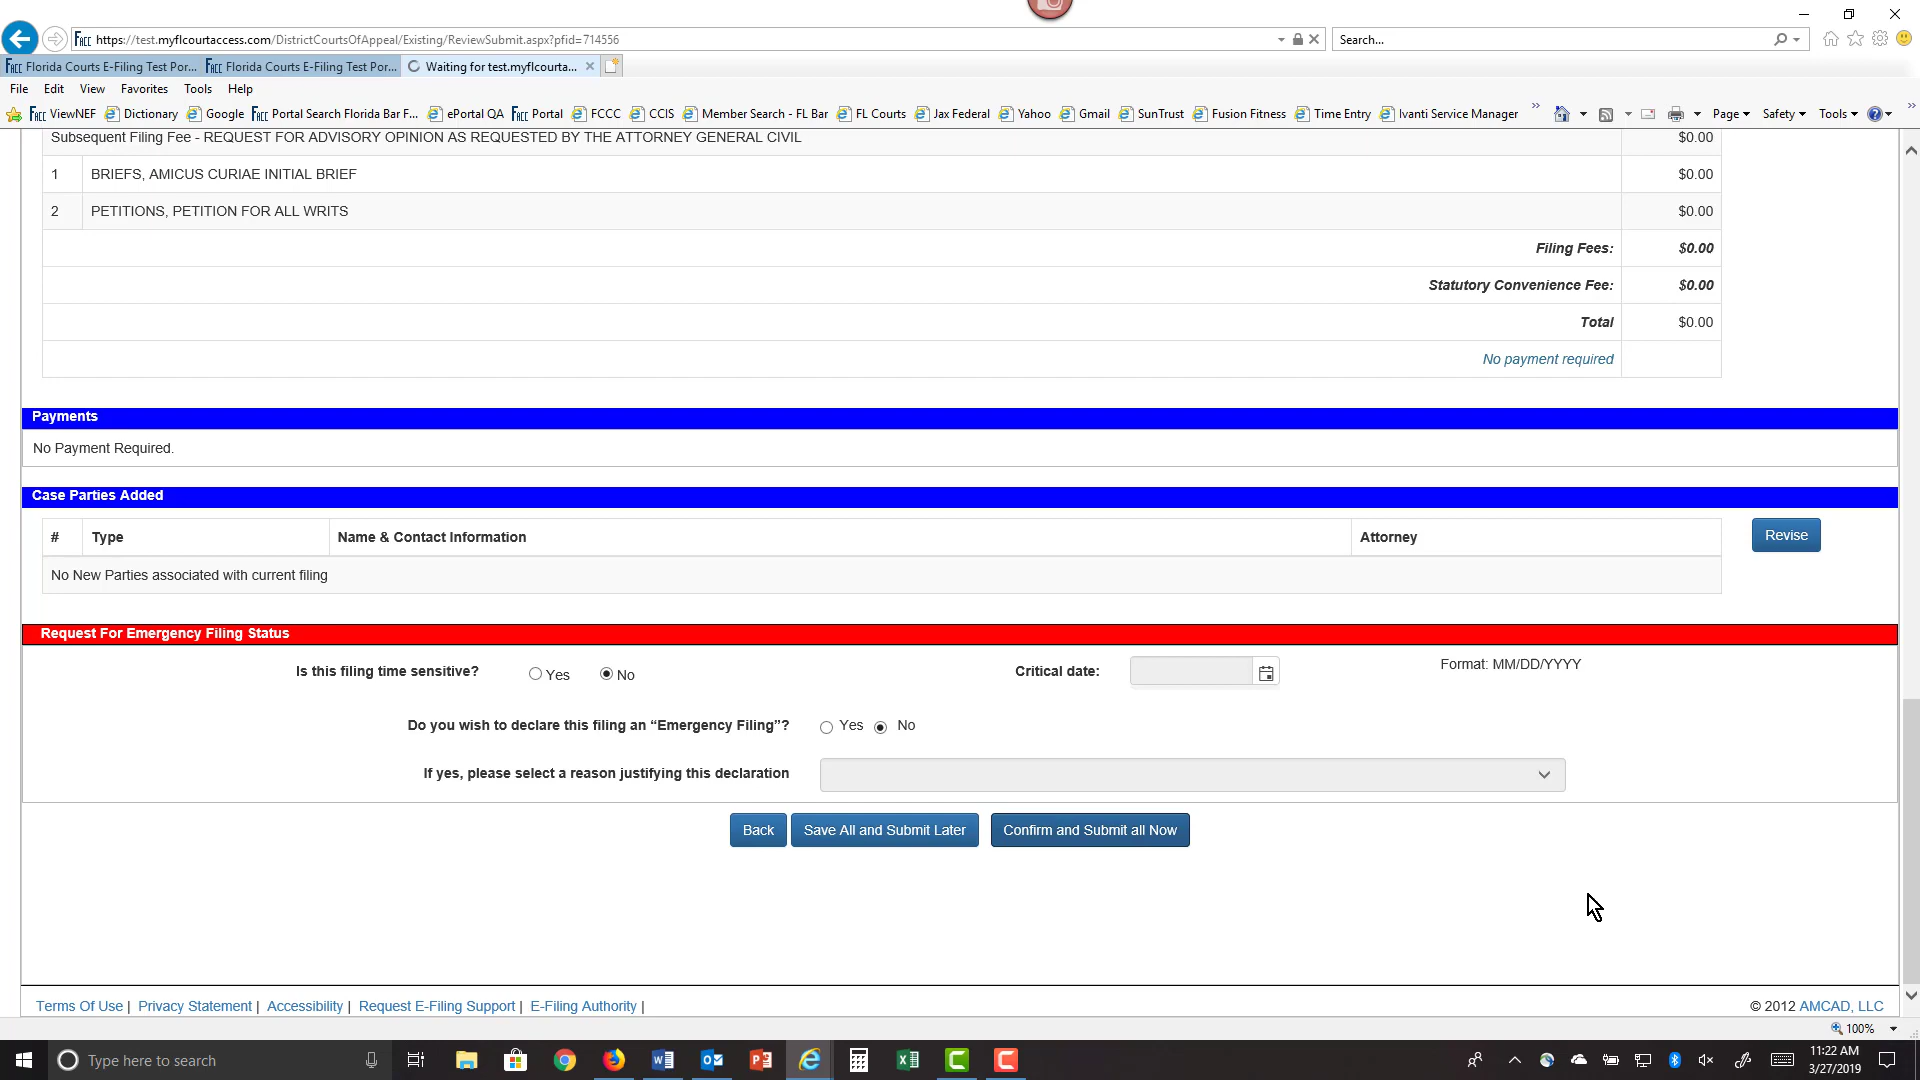 https://test.myflcourtaccess.com/DistrictCourtsOfAppeal/Existing/ReviewSubmit.aspx?pfid=714556
Search...
Florida Courts E-Filing Test Por...
Florida Courts E-Filing Test Por...
Waiting for test.myflcourta...
File Edit View Favorites Tools Help
ViewNEF Dictionary Google Portal Search Florida Bar F... ePortal QA Portal FCCC CCIS Member Search - FL Bar FL Courts Jax Federal Yahoo Gmail SunTrust Fusion Fitness Time Entry Ivanti Service Manager » Page Safety Tools »
Subsequent Filing Fee - REQUEST FOR ADVISORY OPINION AS REQUESTED BY THE ATTORNEY GENERAL CIVIL $0.00
1 BRIEFS, AMICUS CURIAE INITIAL BRIEF $0.00
2 PETITIONS, PETITION FOR ALL WRITS $0.00
Filing Fees: $0.00
Statutory Convenience Fee: $0.00
Total $0.00
No payment required
Payments
No Payment Required.
Case Parties Added
# Type Name & Contact Information Attorney
Revise
No New Parties associated with current filing
Request For Emergency Filing Status
Is this filing time sensitive? Yes No Critical date: Format: MM/DD/YYYY
Do you wish to declare this filing an “Emergency Filing”? Yes No
If yes, please select a reason justifying this declaration
Back Save All and Submit Later Confirm and Submit all Now
Terms Of Use | Privacy Statement | Accessibility | Request E-Filing Support | E-Filing Authority |
© 2012 AMCAD, LLC
100%
Type here to search
11:22 AM
3/27/2019